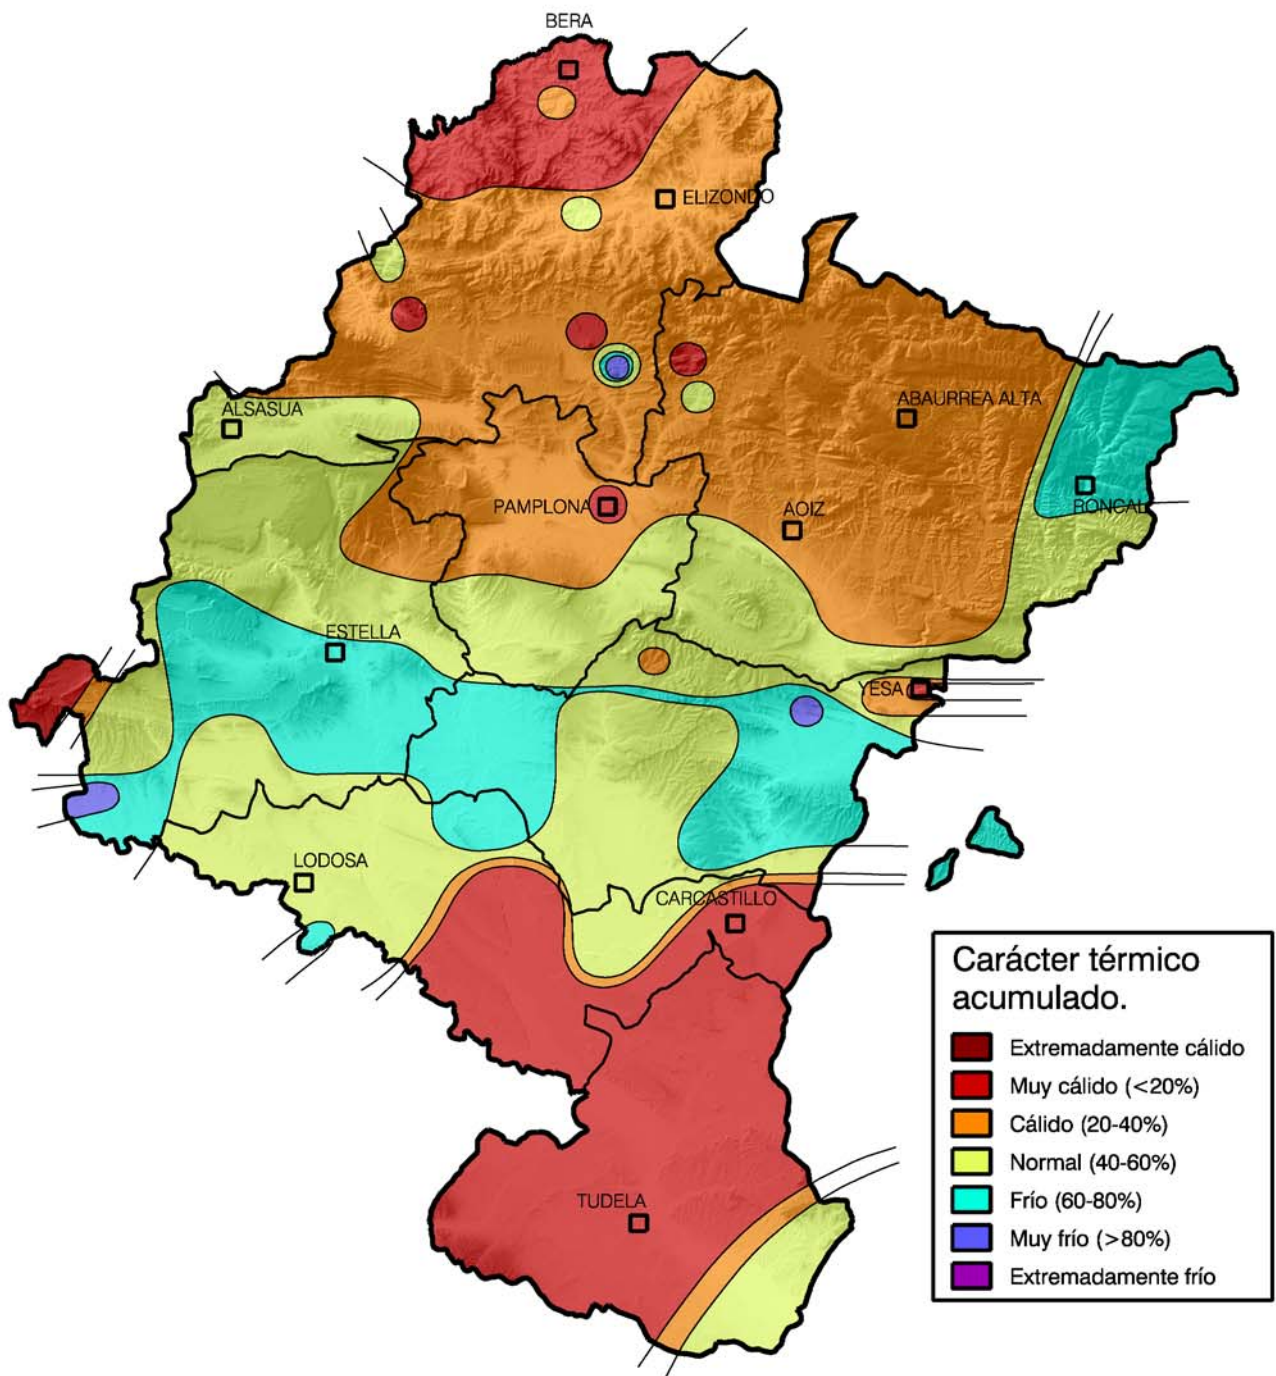 BERA
ELIZONDO
ALSASUA
ABAURREA ALTA
PAMPLONA
AOIZ
RONCAL
ESTELLA
YESA
LODOSA
CARCASTILLO
TUDELA
Carácter térmico
acumulado.
Extremadamente cálido
Muy cálido (<20%)
Cálido (20-40%)
Normal (40-60%)
Frío (60-80%)
Muy frío (>80%)
Extremadamente frío